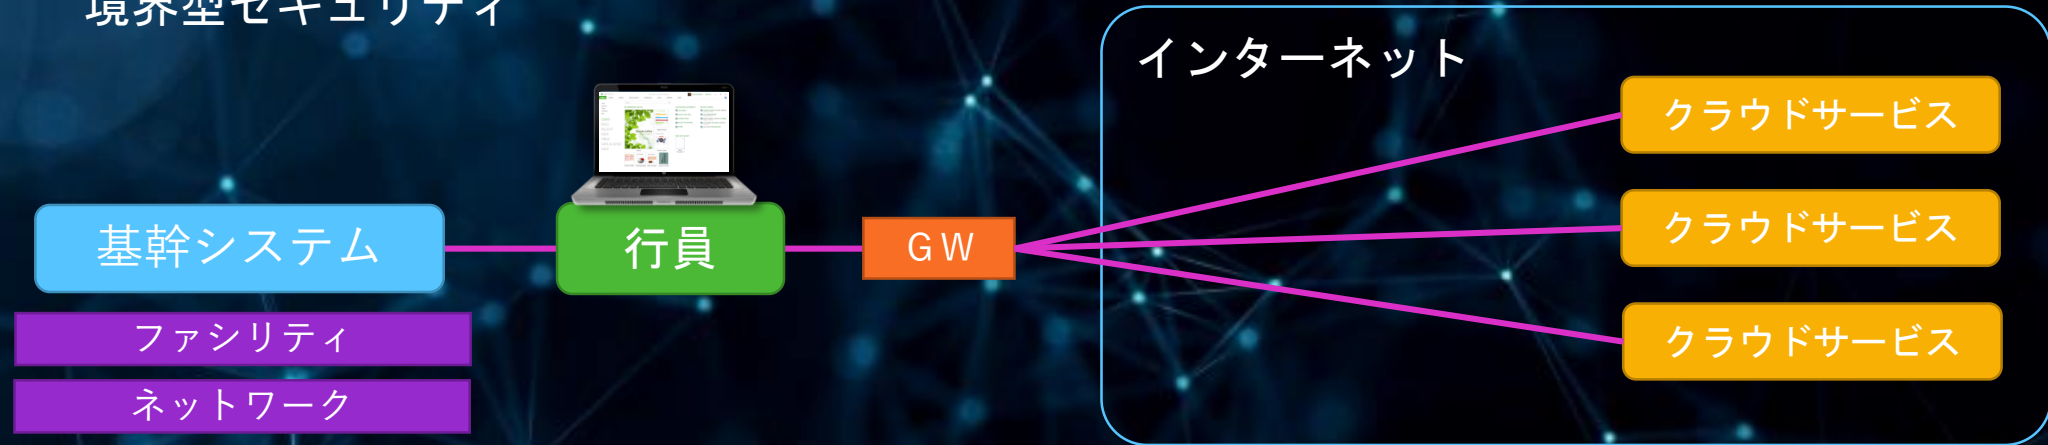 境界型セキュリティ
インターネット
クラウドサービス
クラウドサービス
クラウドサービス
基幹システム
行員
GW
ファシリティ
ネットワーク